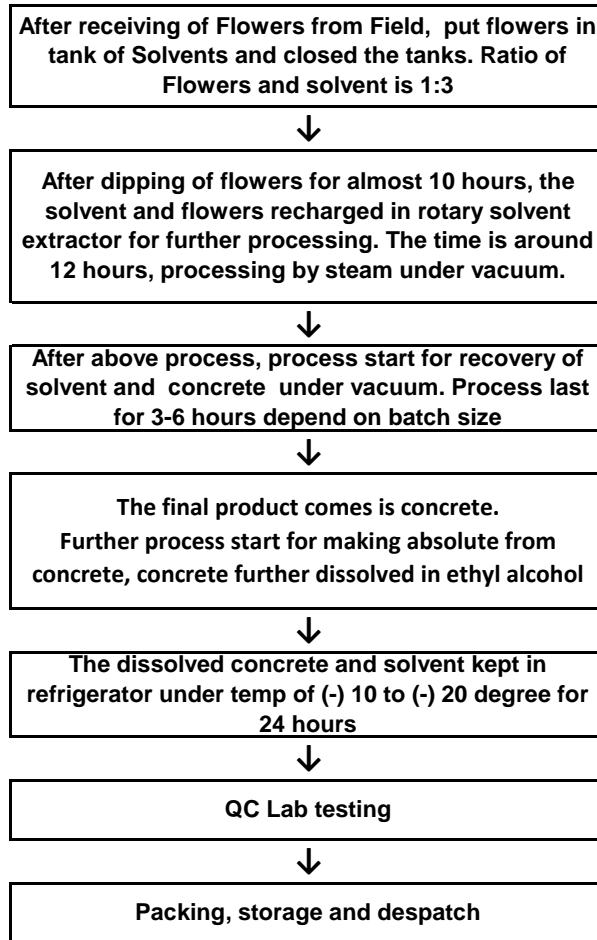 After receiving of Flowers from Field, put flowers in
tank of Solvents and closed the tanks. Ratio of
Flowers and solvent is 1:3
↓
After dipping of flowers for almost 10 hours, the
solvent and flowers recharged in rotary solvent
extractor for further processing. The time is around
12 hours, processing by steam under vacuum.
↓
After above process, process start for recovery of
solvent and concrete under vacuum. Process last
for 3-6 hours depend on batch size
↓
The final product comes is concrete.
Further process start for making absolute from
concrete, concrete further dissolved in ethyl alcohol
↓
The dissolved concrete and solvent kept in
refrigerator under temp of (-) 10 to (-) 20 degree for
24 hours
↓
QC Lab testing
↓
Packing, storage and despatch